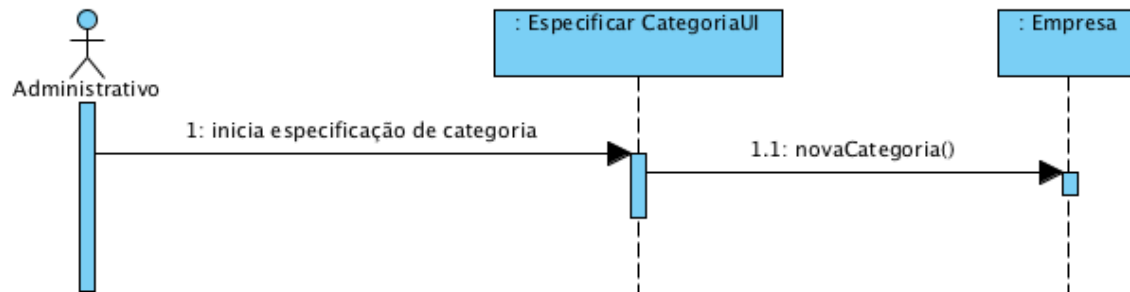 : Especificar CategoriaUI
: Empresa
Administrativo
1: inicia especificação de categoria
1.1: novaCategoria()